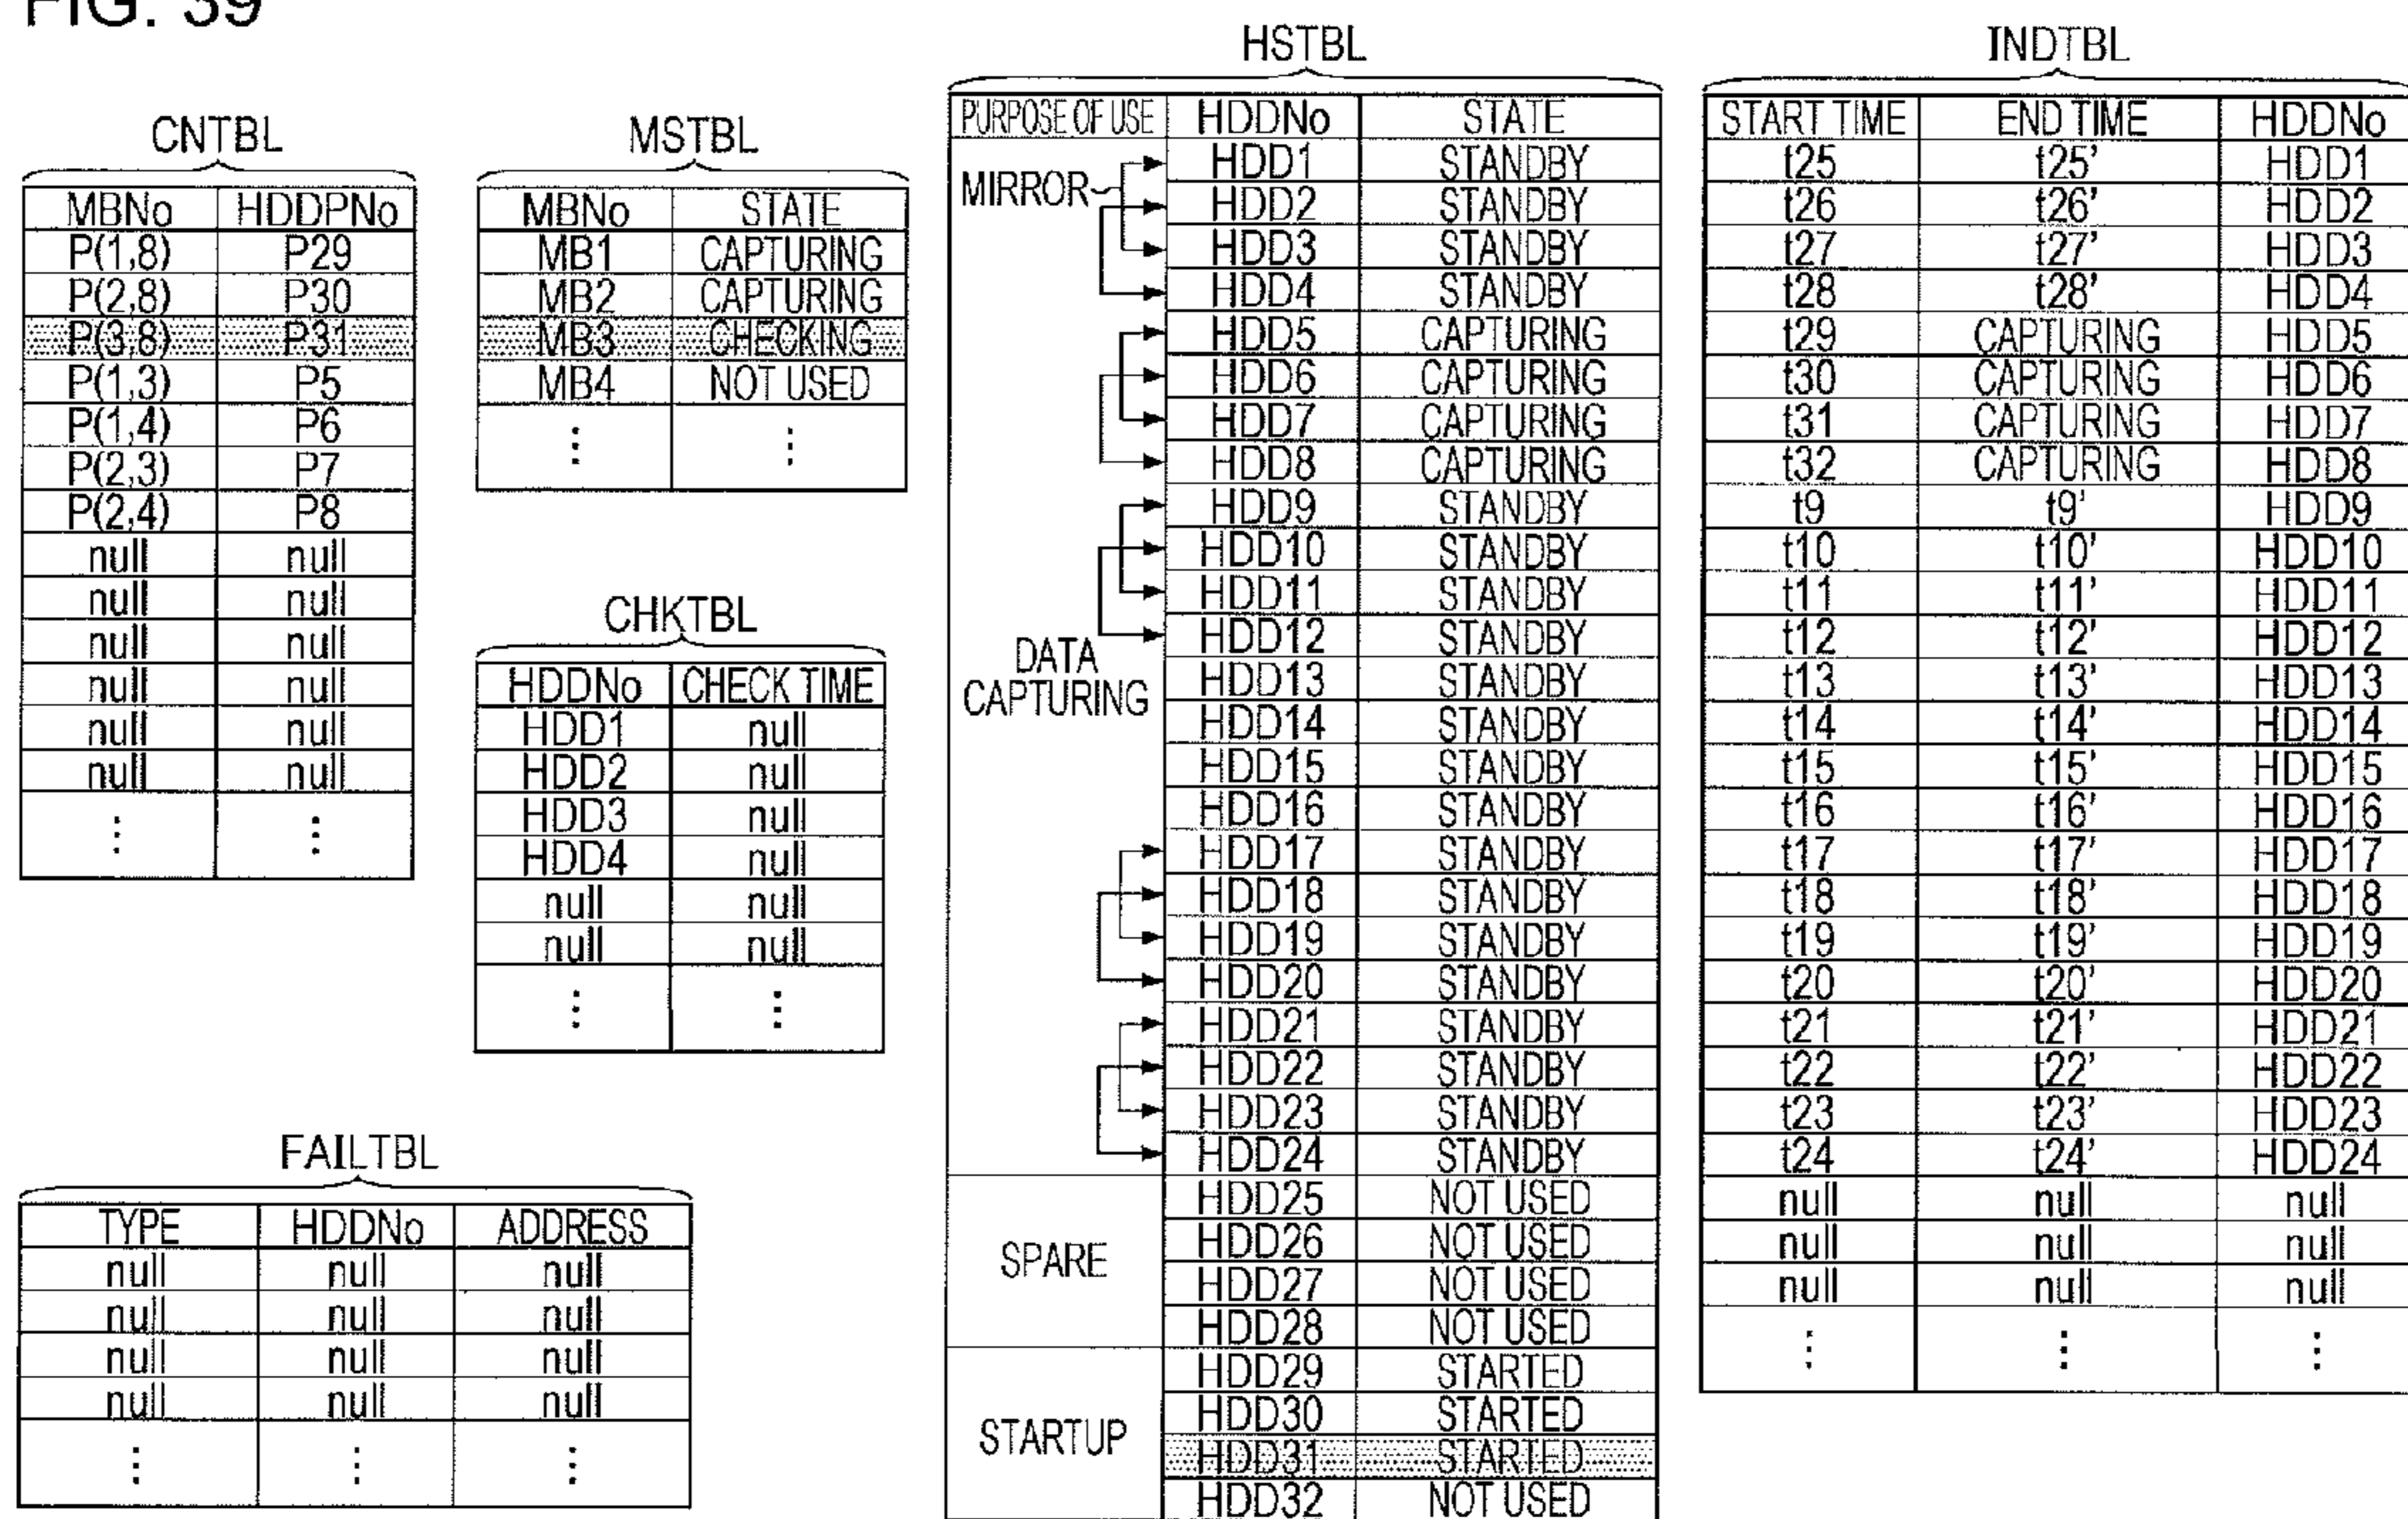 FIG. 39
CNTBL
MBNo HDDPNo
P(1,8) P29
P(2,8) P30
P(3,8) P31
P(1,3) P5
P(1,4) P6
P(2,3) P7
P(2,4) P8
null null
null null
null null
null null
null null
null null
⋮ ⋮
MSTBL
MBNo STATE
MB1 CAPTURING
MB2 CAPTURING
MB3 CHECKING
MB4 NOT USED
⋮ ⋮
CHKTBL
HDDNo CHECK TIME
HDD1 null
HDD2 null
HDD3 null
HDD4 null
null null
null null
⋮ ⋮
FAILTBL
TYPE HDDNo ADDRESS
null null null
null null null
null null null
null null null
⋮ ⋮ ⋮
HSTBL
PURPOSE OF USE HDDNo STATE
MIRROR
DATA
CAPTURING
HDD1 STANDBY
HDD2 STANDBY
HDD3 STANDBY
HDD4 STANDBY
HDD5 CAPTURING
HDD6 CAPTURING
HDD7 CAPTURING
HDD8 CAPTURING
HDD9 STANDBY
HDD10 STANDBY
HDD11 STANDBY
HDD12 STANDBY
HDD13 STANDBY
HDD14 STANDBY
HDD15 STANDBY
HDD16 STANDBY
HDD17 STANDBY
HDD18 STANDBY
HDD19 STANDBY
HDD20 STANDBY
HDD21 STANDBY
HDD22 STANDBY
HDD23 STANDBY
HDD24 STANDBY
SPARE
HDD25 NOT USED
HDD26 NOT USED
HDD27 NOT USED
HDD28 NOT USED
STARTUP
HDD29 STARTED
HDD30 STARTED
HDD31 STARTED
HDD32 NOT USED
INDTBL
START TIME END TIME HDDNo
t25 t25' HDD1
t26 t26' HDD2
t27 t27' HDD3
t28 t28' HDD4
t29 CAPTURING HDD5
t30 CAPTURING HDD6
t31 CAPTURING HDD7
t32 CAPTURING HDD8
t9 t9' HDD9
t10 t10' HDD10
t11 t11' HDD11
t12 t12' HDD12
t13 t13' HDD13
t14 t14' HDD14
t15 t15' HDD15
t16 t16' HDD16
t17 t17' HDD17
t18 t18' HDD18
t19 t19' HDD19
t20 t20' HDD20
t21 t21' HDD21
t22 t22' HDD22
t23 t23' HDD23
t24 t24' HDD24
null null null
null null null
null null null
⋮ ⋮ ⋮